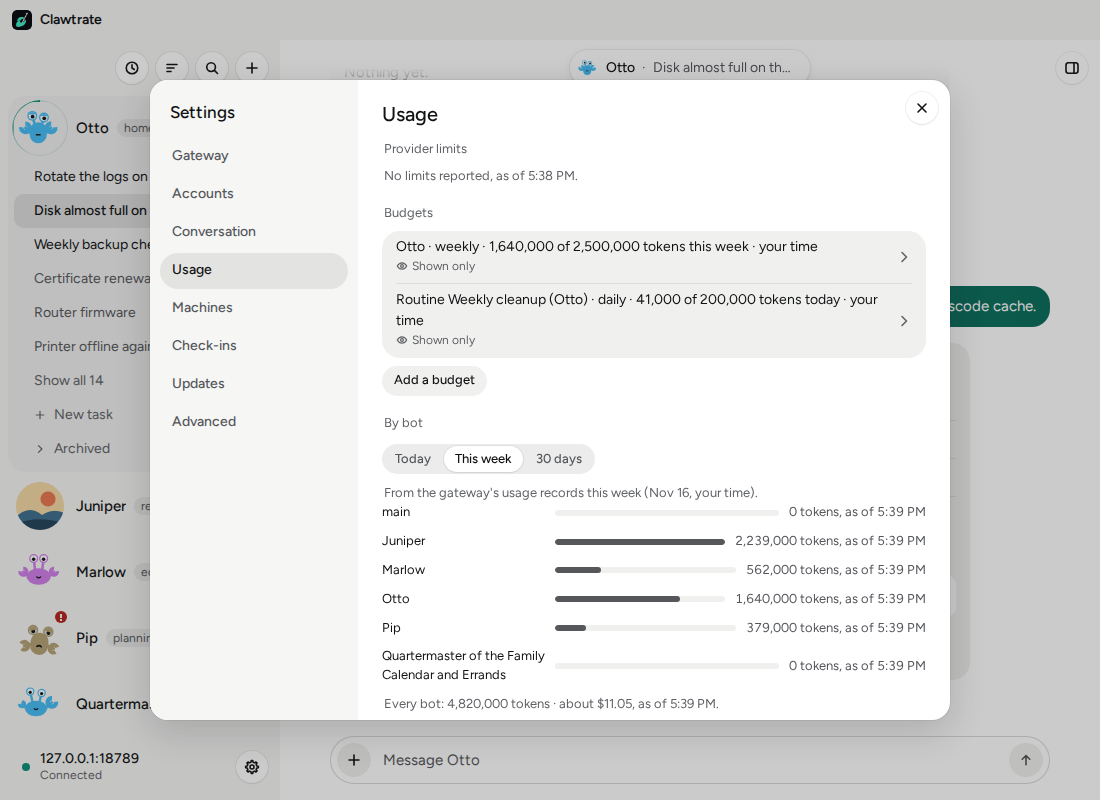 Clawtrate
Nothing yet.
Otto · Disk almost full on th...
Otto
Rotate the logs on
Disk almost full on
Weekly backup
Certificate
Router firmware
Printer offline again
Show all 14
New task
Archived
Juniper
Marlow
Pip
127.0.0.1:18789
Connected
Settings
Gateway
Accounts
Conversation
Usage
Machines
Check-ins
Updates
Advanced
Usage
Provider limits
No limits reported, as of 5:38 PM.
Budgets
Otto · weekly · 1,640,000 of 2,500,000 tokens this week · your time
Shown only
Routine Weekly cleanup (Otto) · daily · 41,000 of 200,000 tokens today · your
time
Shown only
Add a budget
By bot
Today This week 30 days
From the gateway's usage records this week (Nov 16, your time).
main 0 tokens, as of 5:39 PM
Juniper 2,239,000 tokens, as of 5:39 PM
Marlow 562,000 tokens, as of 5:39 PM
Otto 1,640,000 tokens, as of 5:39 PM
Pip 379,000 tokens, as of 5:39 PM
Quartermaster of the Family
Calendar and Errands 0 tokens, as of 5:39 PM
Every bot: 4,820,000 tokens · about $11.05, as of 5:39 PM.
cache.
Message Otto